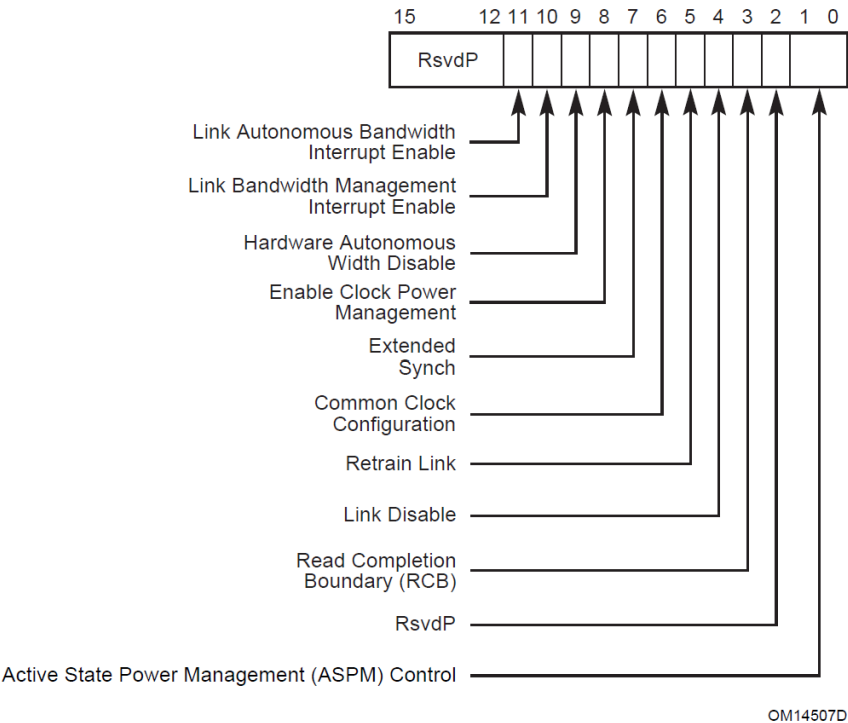 15 12 11 10 9 8 7 6 5 4 3 2 1 0
RsvdP
Link Autonomous Bandwidth
Interrupt Enable
Link Bandwidth Management
Interrupt Enable
Hardware Autonomous
Width Disable
Enable Clock Power
Management
Extended
Synch
Common Clock
Configuration
Retrain Link
Link Disable
Read Completion
Boundary (RCB)
RsvdP
Active State Power Management (ASPM) Control
OM14507D